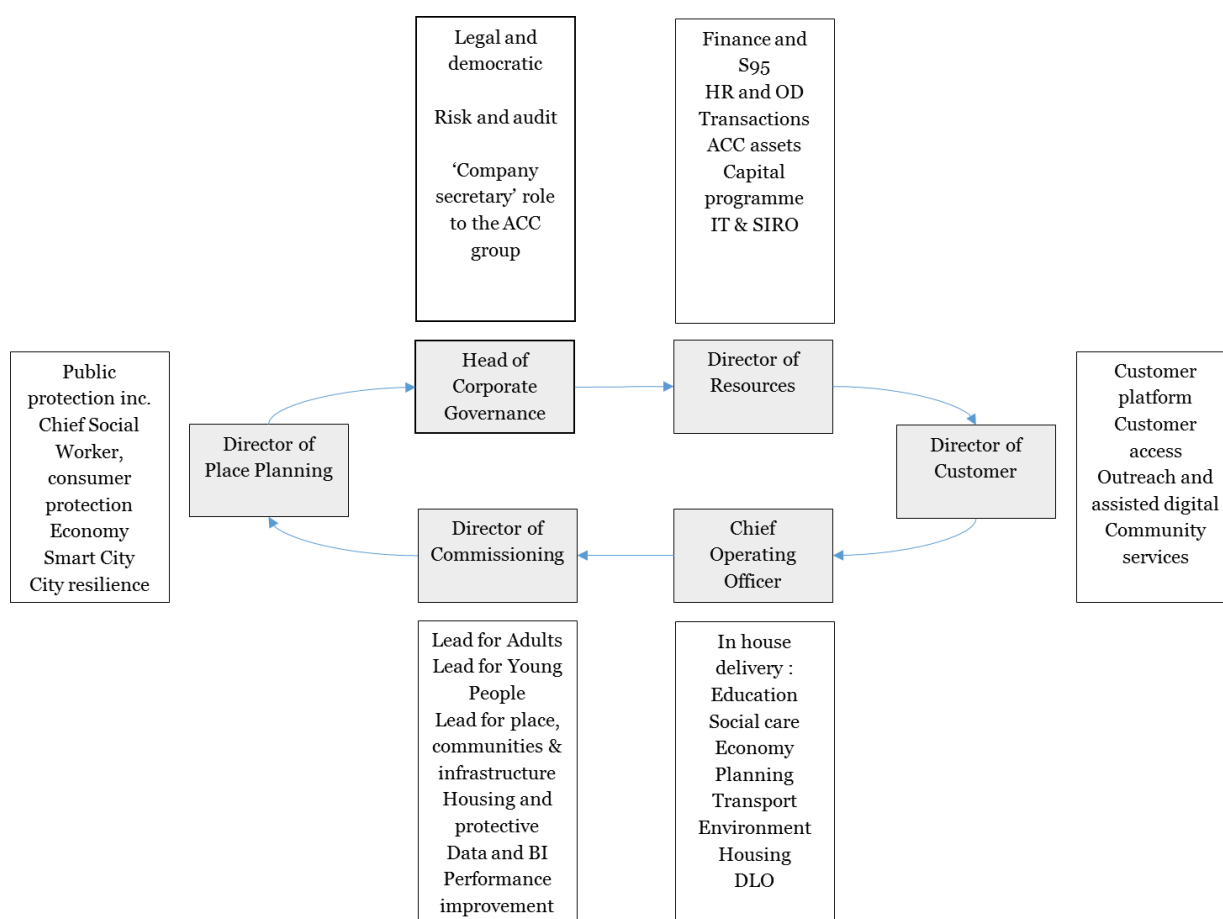 Legal and
democratic
Risk and audit
‘Company
secretary’ role
to the ACC
group
Finance and
S95
HR and OD
Transactions
ACC assets
Capital
programme
IT & SIRO
Public
protection inc.
Chief Social
Worker,
consumer
protection
Economy
Smart City
City resilience
Director of
Place Planning
Head of
Corporate
Governance
Director of
Resources
Director of
Customer
Customer
platform
Customer
access
Outreach and
assisted digital
Community
services
Director of
Commissioning
Chief
Operating
Officer
Lead for Adults
Lead for Young
People
Lead for place,
communities &
infrastructure
Housing and
protective
Data and BI
Performance
improvement
In house
delivery :
Education
Social care
Economy
Planning
Transport
Environment
Housing
DLO